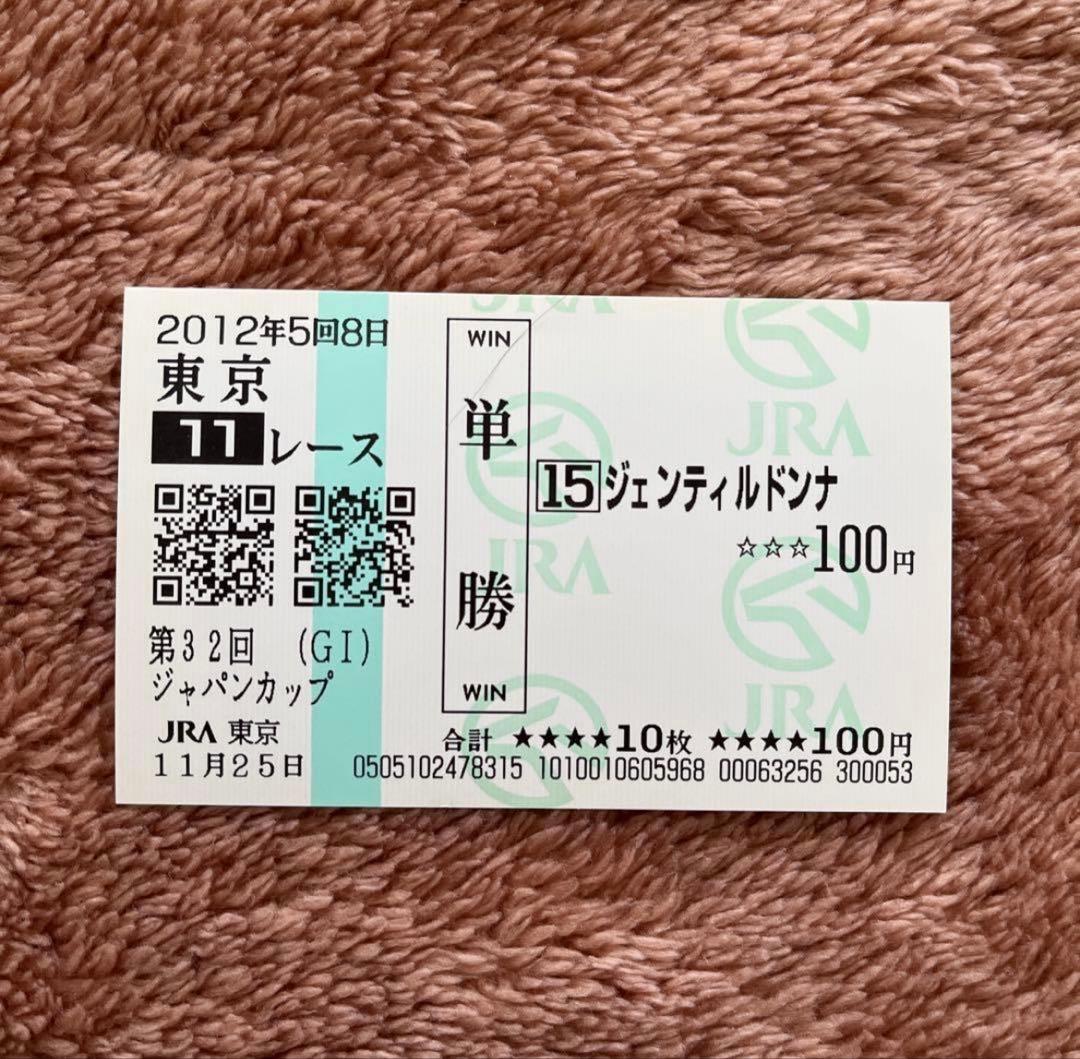 2012年5回8日
東京
11レース
第32回 (GI)
ジャパンカップ
JRA 東京
11月25日
WIN
単勝
WIN
15 ジェンティルドンナ
☆☆☆100円
合計 ★★★★10枚 ★★★★100円
0505102478315 1010010605968 00063256 300053
JRA
JRA
JRA
JRA